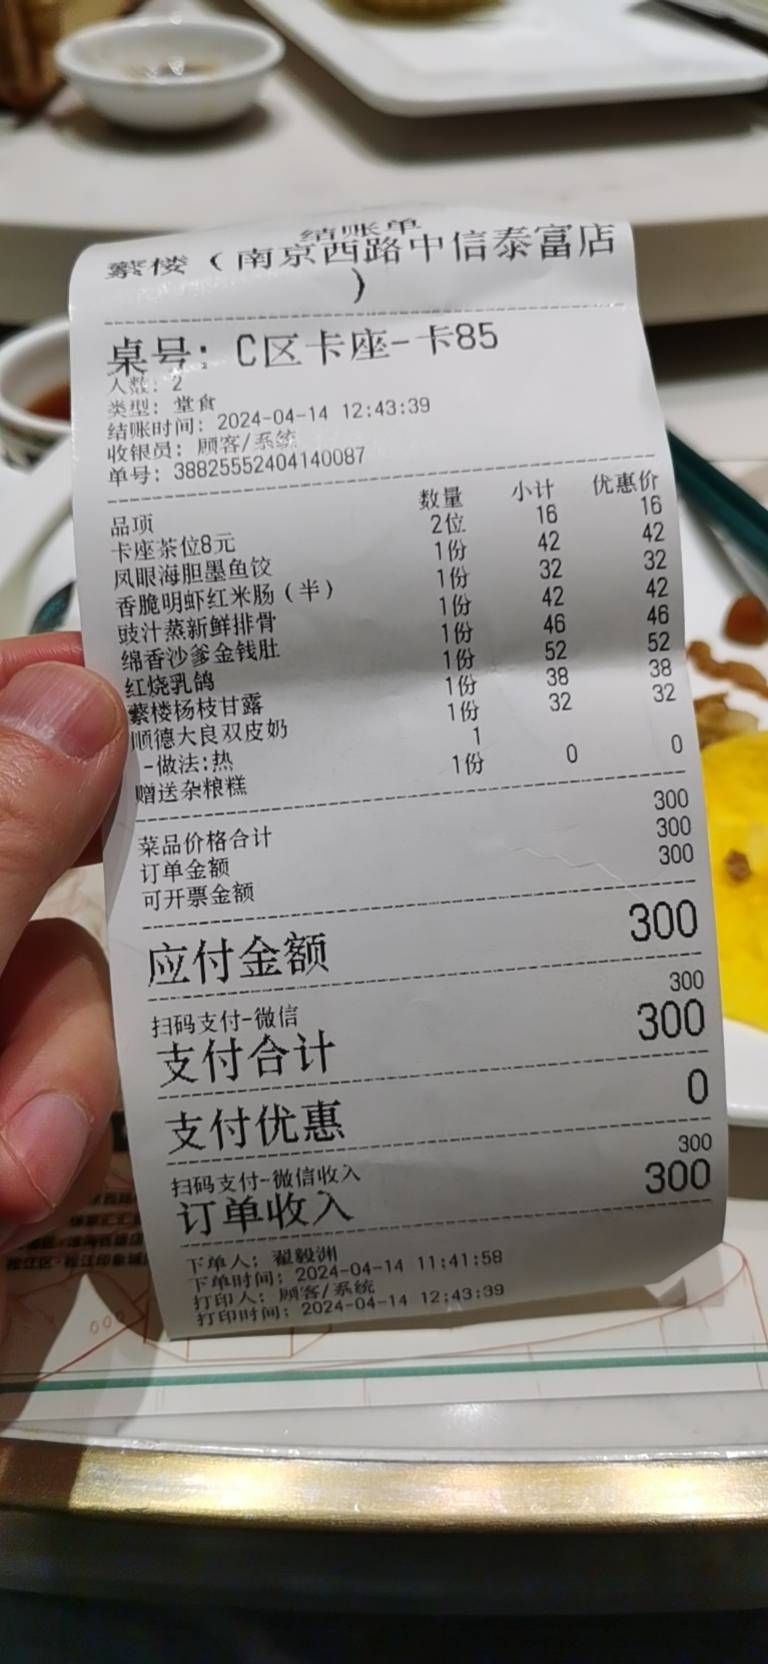 结账单
蘩楼（南京西路中信泰富店
）
桌号：C区卡座-卡85
人数：2
类型：堂食
结账时间：2024-04-14 12:43:39
收银员：顾客/系统
单号：38825552404140087
品项 数量 小计 优惠价
卡座茶位8元 2位 16 16
凤眼海胆墨鱼饺 1份 42 42
香脆明虾红米肠（半） 1份 32 32
豉汁蒸新鲜排骨 1份 42 42
绵香沙爹金钱肚 1份 46 46
红烧乳鸽 1份 52 52
蘩楼杨枝甘露 1份 38 38
顺德大良双皮奶 1份 32 32
-做法:热 1
赠送杂粮糕 1份 0 0
菜品价格合计 300
订单金额 300
可开票金额 300
应付金额 300
扫码支付-微信 300
支付合计 300
支付优惠 0
扫码支付-微信收入 300
订单收入 300
下单人：翟毅洲
下单时间：2024-04-14 11:41:58
打印人：顾客/系统
打印时间：2024-04-14 12:43:39